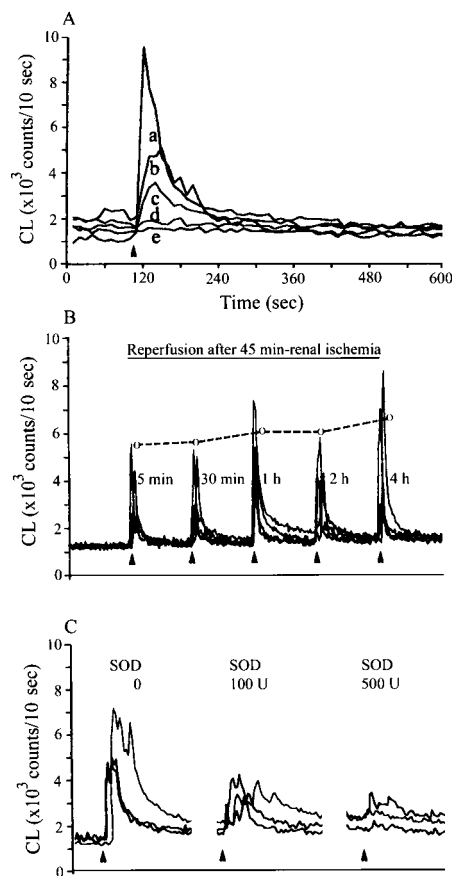 A
CL (x10³ counts/10 sec)
10
8
6
4
2
0
a
b
c
d
e
0 120 240 360 480 600
Time (sec)
B
Reperfusion after 45 min-renal ischemia
CL (x10³ counts/10 sec)
10
8
6
4
2
0
5 min 30 min 1 h 2 h 4 h
C
CL (x10³ counts/10 sec)
10
8
6
4
2
0
SOD SOD SOD
0 100 U 500 U